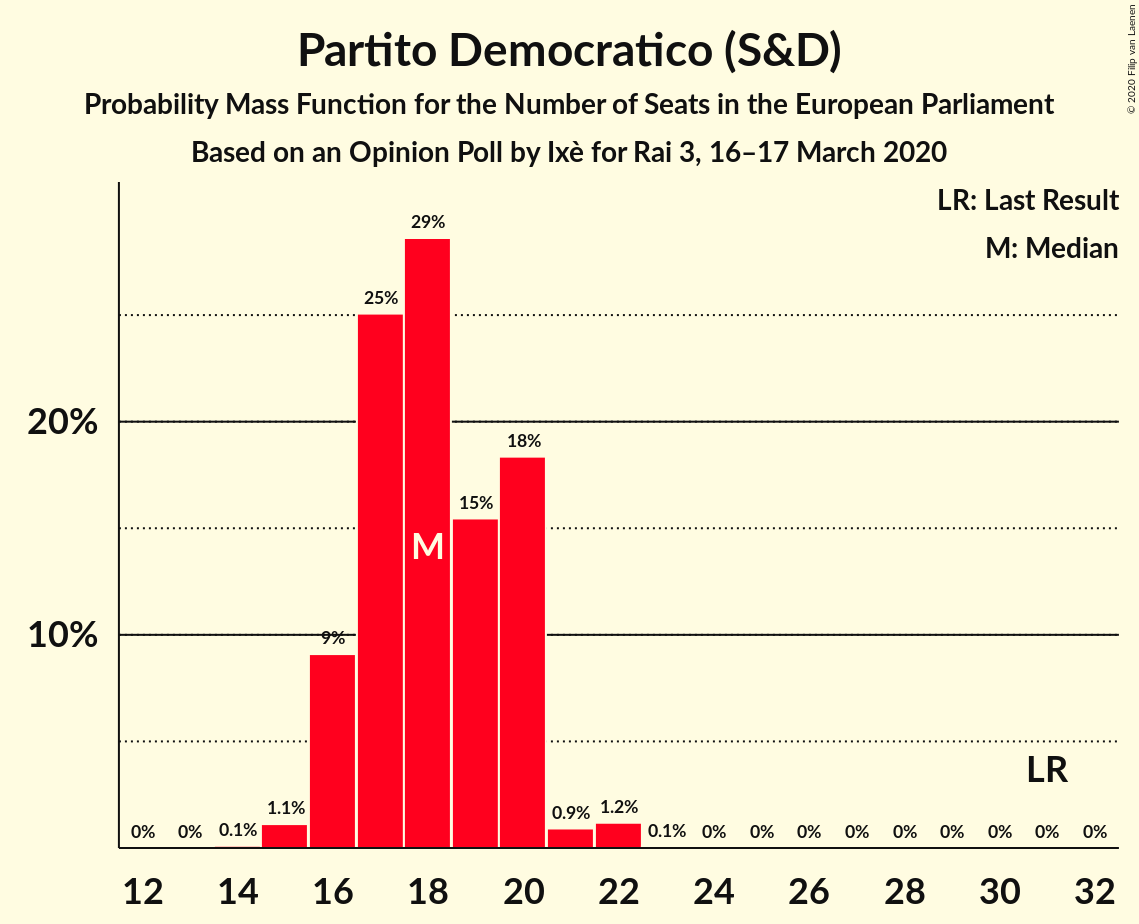 Partito Democratico (S&D)
Probability Mass Function for the Number of Seats in the European Parliament
Based on an Opinion Poll by Ixè for Rai 3, 16–17 March 2020
© 2020 Filip van Laenen
LR: Last Result
M: Median
20%
10%
0% 0% 0.1% 1.1% 9% 25% 29% 15% 18% 0.9% 1.2% 0.1% 0% 0% 0% 0% 0% 0% 0% 0% 0%
M
LR
12 14 16 18 20 22 24 26 28 30 32